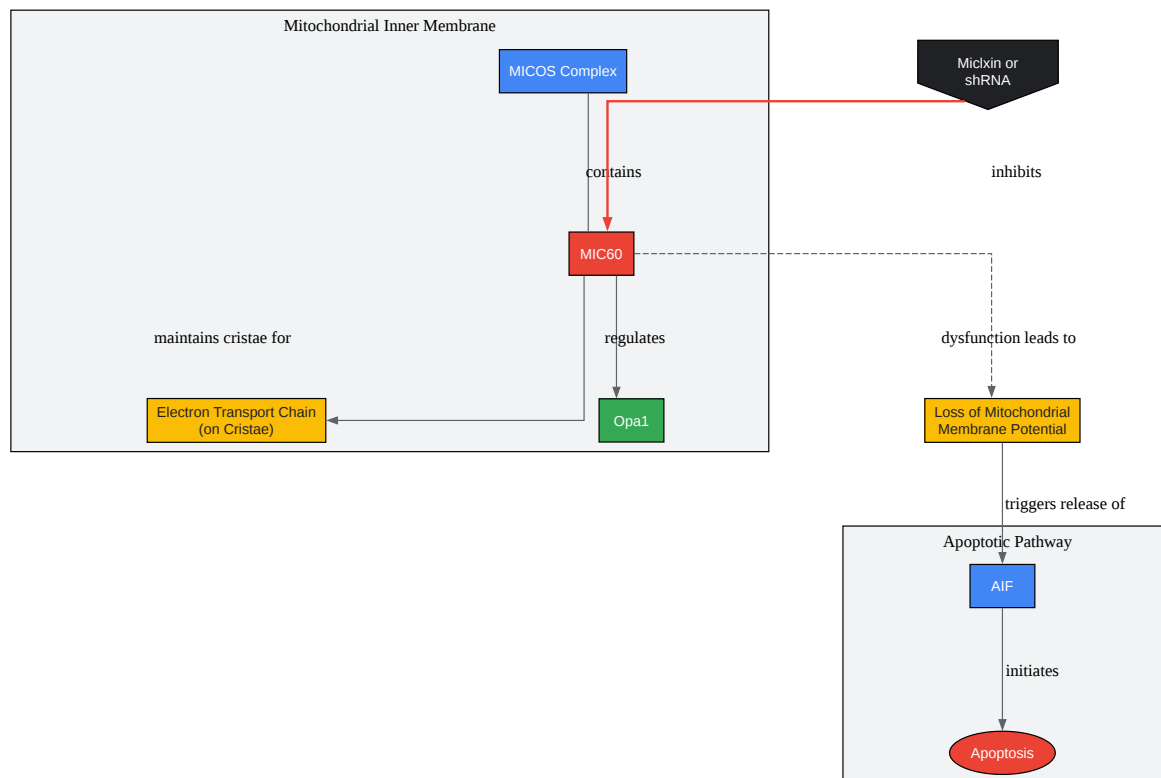 Mitochondrial Inner Membrane
MICOS Complex
Miclxin or
shRNA
contains
inhibits
MIC60
maintains cristae for
regulates
dysfunction leads to
Electron Transport Chain
(on Cristae)
Opa1
Loss of Mitochondrial
Membrane Potential
triggers release of
Apoptotic Pathway
AIF
initiates
Apoptosis